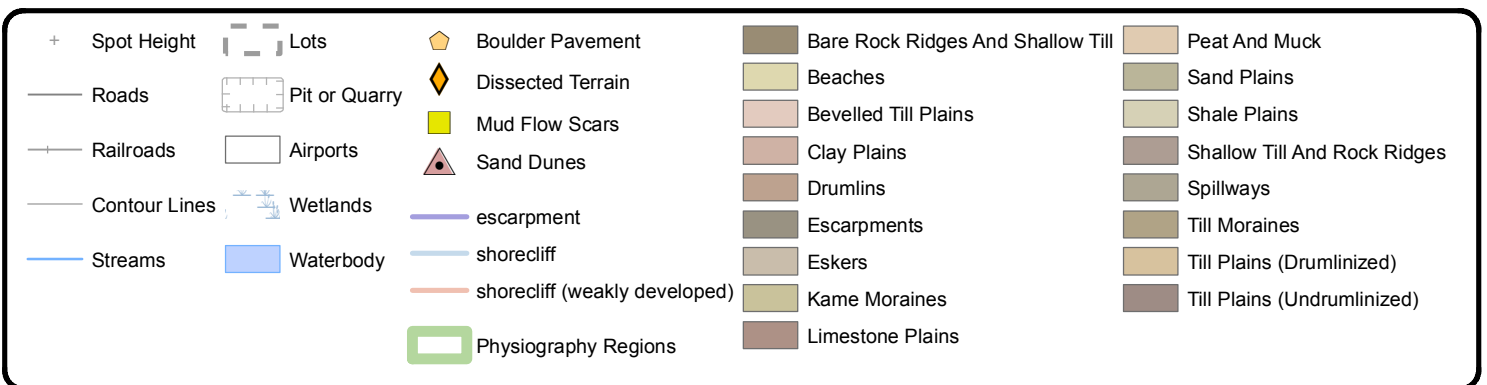 Spot Height
Roads
Railroads
Contour Lines
Streams
Lots
Pit or Quarry
Airports
Wetlands
Waterbody
Boulder Pavement
Dissected Terrain
Mud Flow Scars
Sand Dunes
escarpment
shorecliff
shorecliff (weakly developed)
Physiography Regions
Bare Rock Ridges And Shallow Till
Beaches
Bevelled Till Plains
Clay Plains
Drumlins
Escarpments
Eskers
Kame Moraines
Limestone Plains
Peat And Muck
Sand Plains
Shale Plains
Shallow Till And Rock Ridges
Spillways
Till Moraines
Till Plains (Drumlinized)
Till Plains (Undrumlinized)